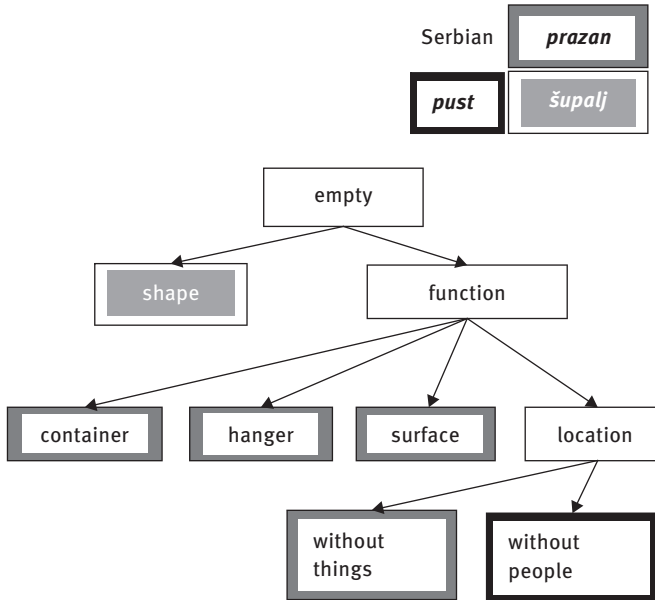 Serbian prazan
pust šupalj
empty
shape function
container hanger surface location
without without
things people